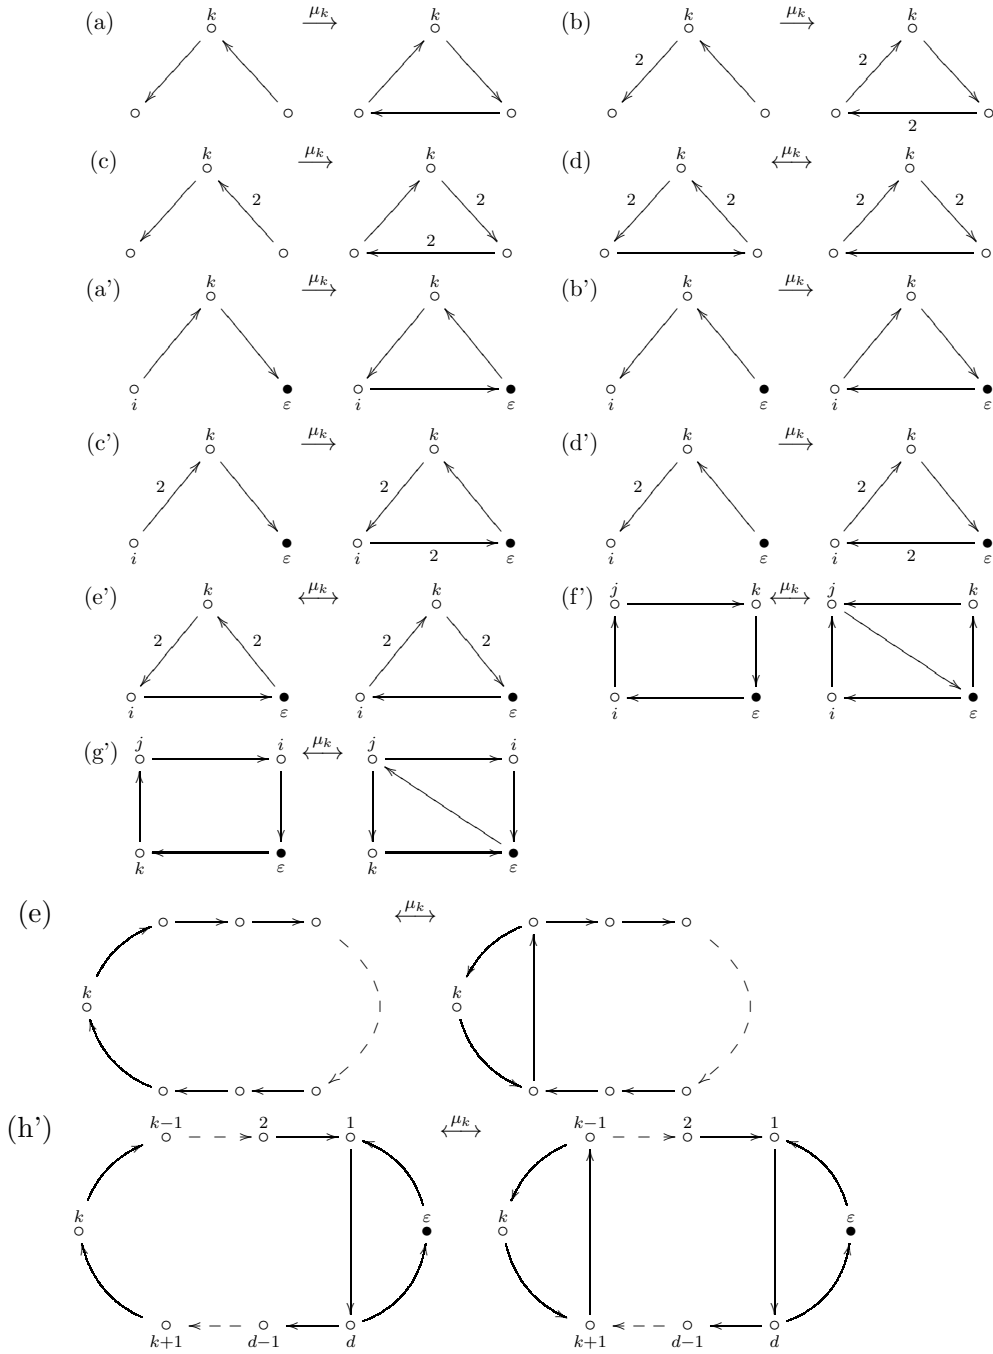 (a) k μₖ k (b) k μₖ k
2 2
2
(c) k μₖ k (d) k μₖ k
2 2 2 2 2 2 2
(a') k μₖ k (b') k μₖ k
i ε i ε i ε i ε
(c') k μₖ k (d') k μₖ k
2 2 2 2
i ε i 2 ε i ε i 2 ε
(e') k μₖ k (f') j k μₖ j k
2 2 2 2
i ε i ε i ε i ε
(g') j i μₖ j i
k ε k ε
(e) μₖ
k k
(h') k−1 2 1 μₖ k−1 2 1
k ε k ε
k+1 d−1 d k+1 d−1 d